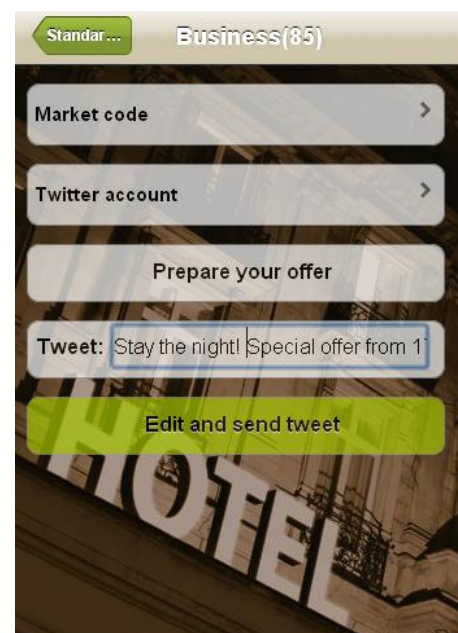 Standar...
Business(85)
Market code
Twitter account
Prepare your offer
Tweet: Stay the night! Special offer from 1
Edit and send tweet
HOTEL